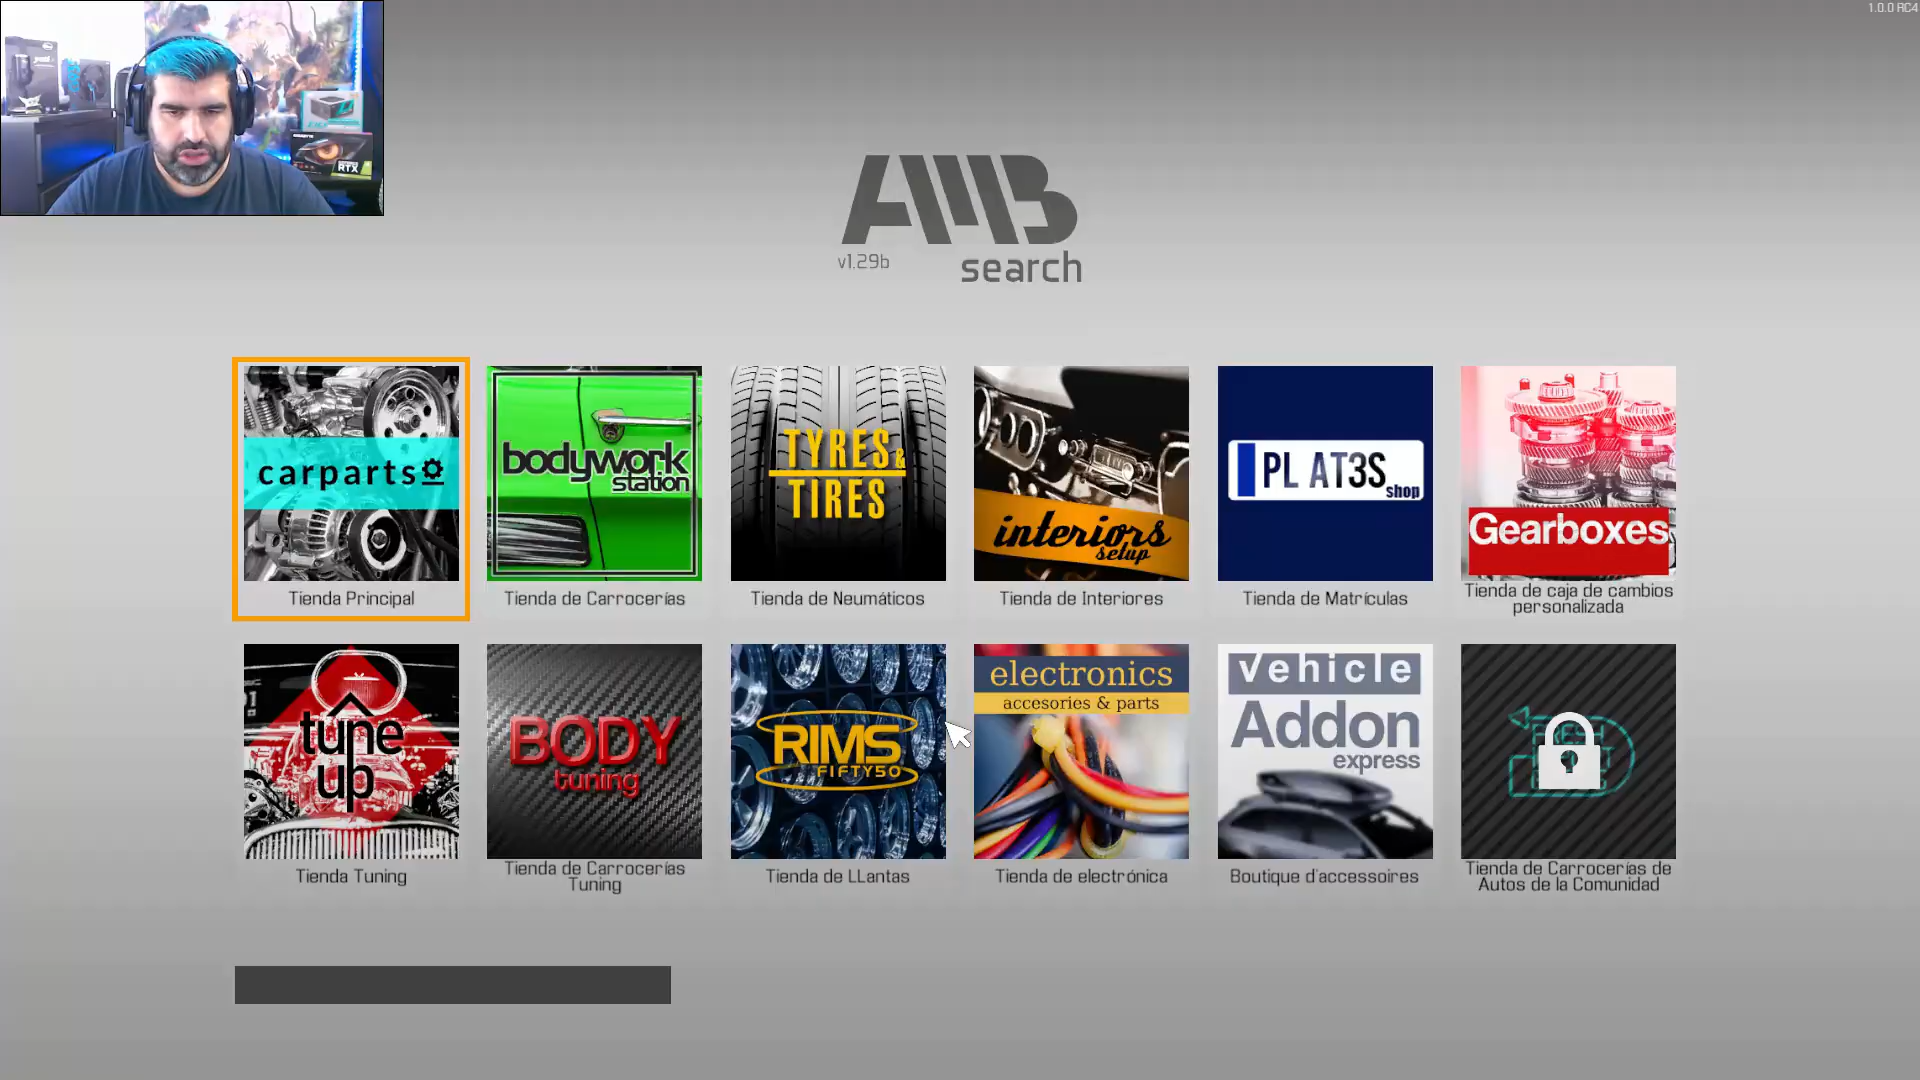 1.0.0 RC4
RTX
AMB
v1.29b
search
carparts
bodywork
station
TYRES &
TIRES
interiors
setup
PL AT3S
shop
Gearboxes
Tienda Principal
Tienda de Carrocerías
Tienda de Neumáticos
Tienda de Interiores
Tienda de Matrículas
Tienda de caja de cambios
personalizada
tune
up
BODY
tuning
RIMS
FIFTY50
electronics
accesories & parts
vehicle
Addon
express
Tienda Tuning
Tienda de Carrocerías
Tuning
Tienda de LLantas
Tienda de electrónica
Boutique d'accessoires
Tienda de Carrocerías de
Autos de la Comunidad